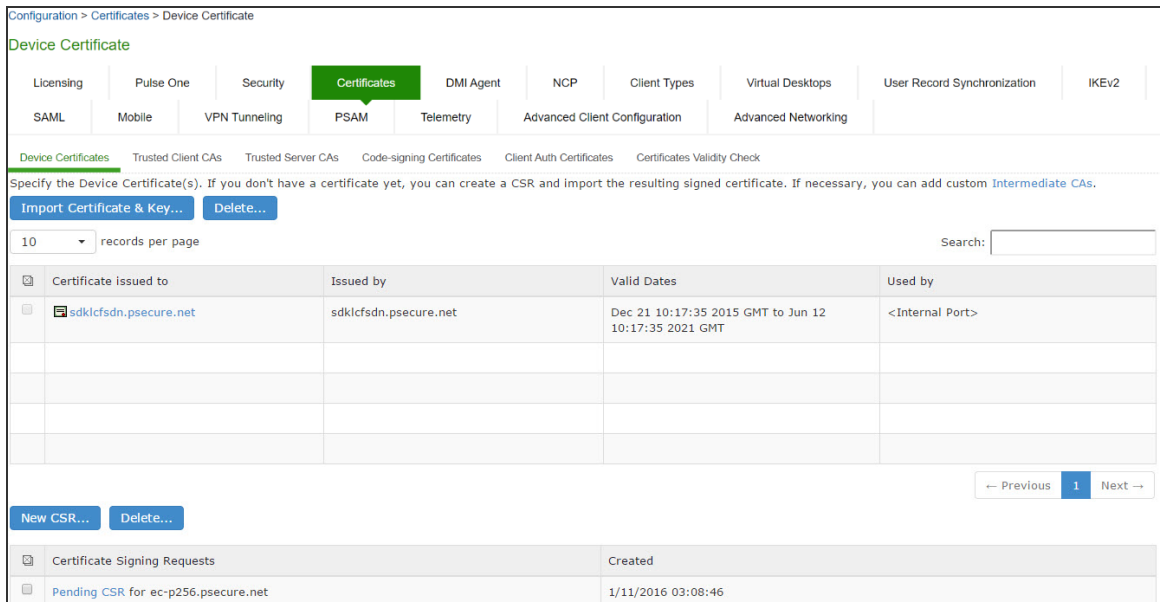 Configuration > Certificates > Device Certificate
Device Certificate
Licensing Pulse One Security Certificates DMI Agent NCP Client Types Virtual Desktops User Record Synchronization IKEv2
SAML Mobile VPN Tunneling PSAM Telemetry Advanced Client Configuration Advanced Networking
Device Certificates Trusted Client CAs Trusted Server CAs Code-signing Certificates Client Auth Certificates Certificates Validity Check
Specify the Device Certificate(s). If you don't have a certificate yet, you can create a CSR and import the resulting signed certificate. If necessary, you can add custom Intermediate CAs.
Import Certificate & Key... Delete...
10 records per page Search:
Certificate issued to Issued by Valid Dates Used by
sdklcfsdn.psecure.net sdklcfsdn.psecure.net Dec 21 10:17:35 2015 GMT to Jun 12 <Internal Port>
10:17:35 2021 GMT
← Previous 1 Next →
New CSR... Delete...
Certificate Signing Requests Created
Pending CSR for ec-p256.psecure.net 1/11/2016 03:08:46